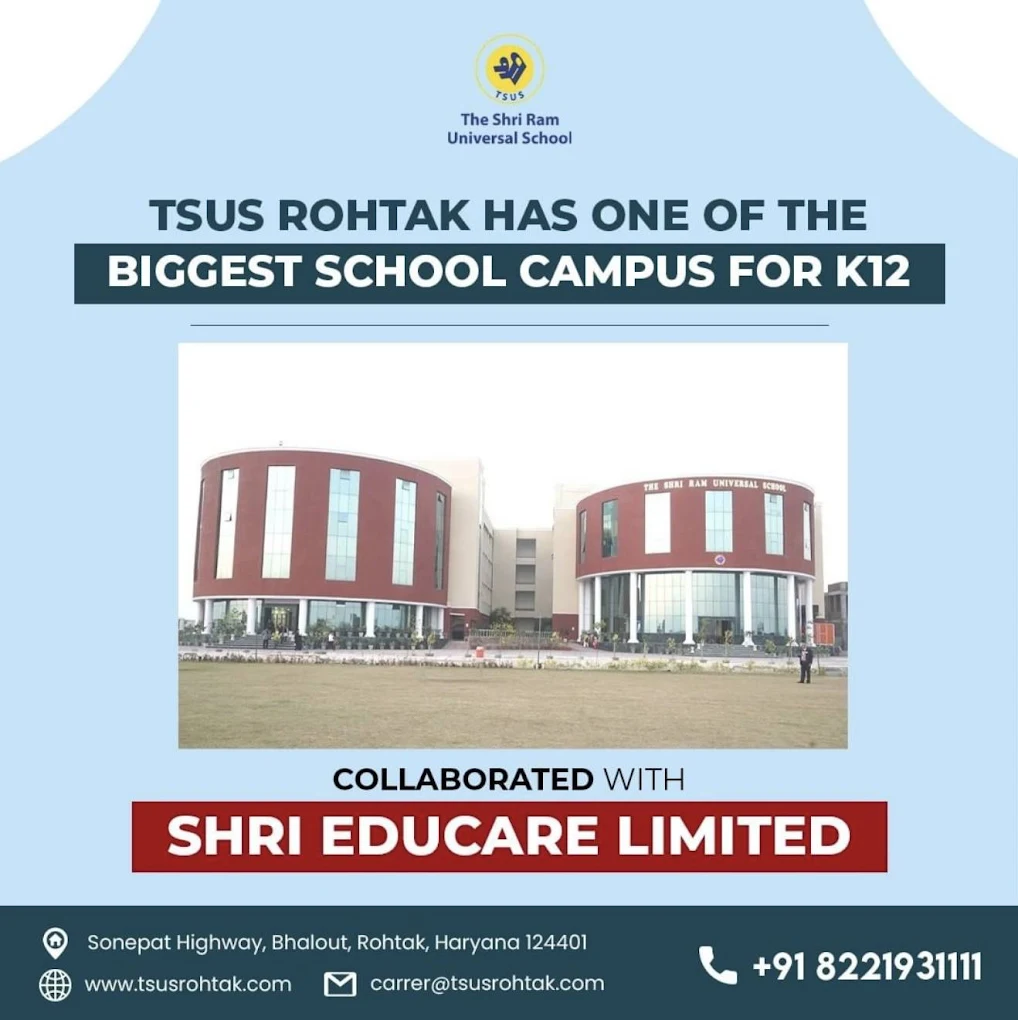 TSUS
The Shri Ram
Universal School
TSUS ROHTAK HAS ONE OF THE
BIGGEST SCHOOL CAMPUS FOR K12
THE SHRI RAM UNIVERSAL SCHOOL
COLLABORATED WITH
SHRI EDUCARE LIMITED
Sonepat Highway, Bhalout, Rohtak, Haryana 124401
www.tsusrohtak.com
carrer@tsusrohtak.com
+91 8221931111